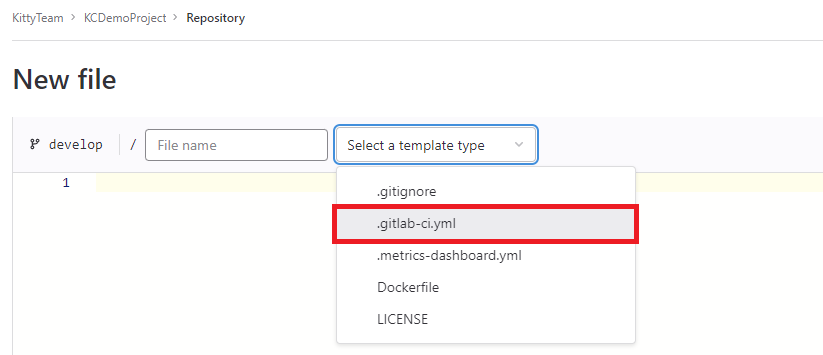 KittyTeam > KCDemoProject > Repository
New file
develop / File name Select a template type
1
.gitignore
.gitlab-ci.yml
.metrics-dashboard.yml
Dockerfile
LICENSE